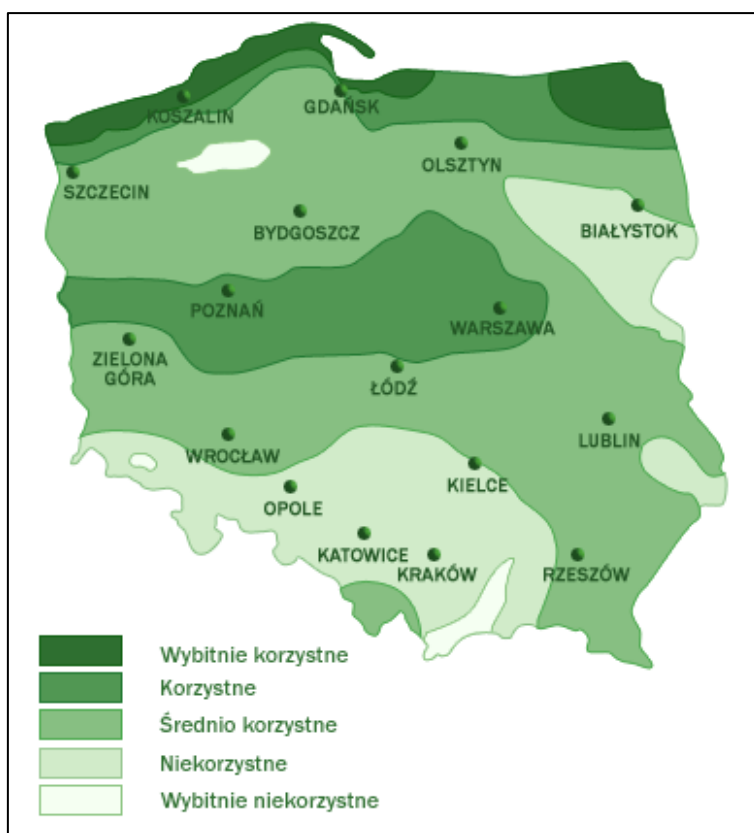 KOSZALIN
GDAŃSK
OLSZTYN
SZCZECIN
BYDGOSZCZ
BIAŁYSTOK
POZNAŃ
WARSZAWA
ZIELONA
GÓRA
ŁÓDŹ
LUBLIN
WROCŁAW
KIELCE
OPOLE
KATOWICE
KRAKÓW
RZESZÓW
Wybitnie korzystne
Korzystne
Średnio korzystne
Niekorzystne
Wybitnie niekorzystne